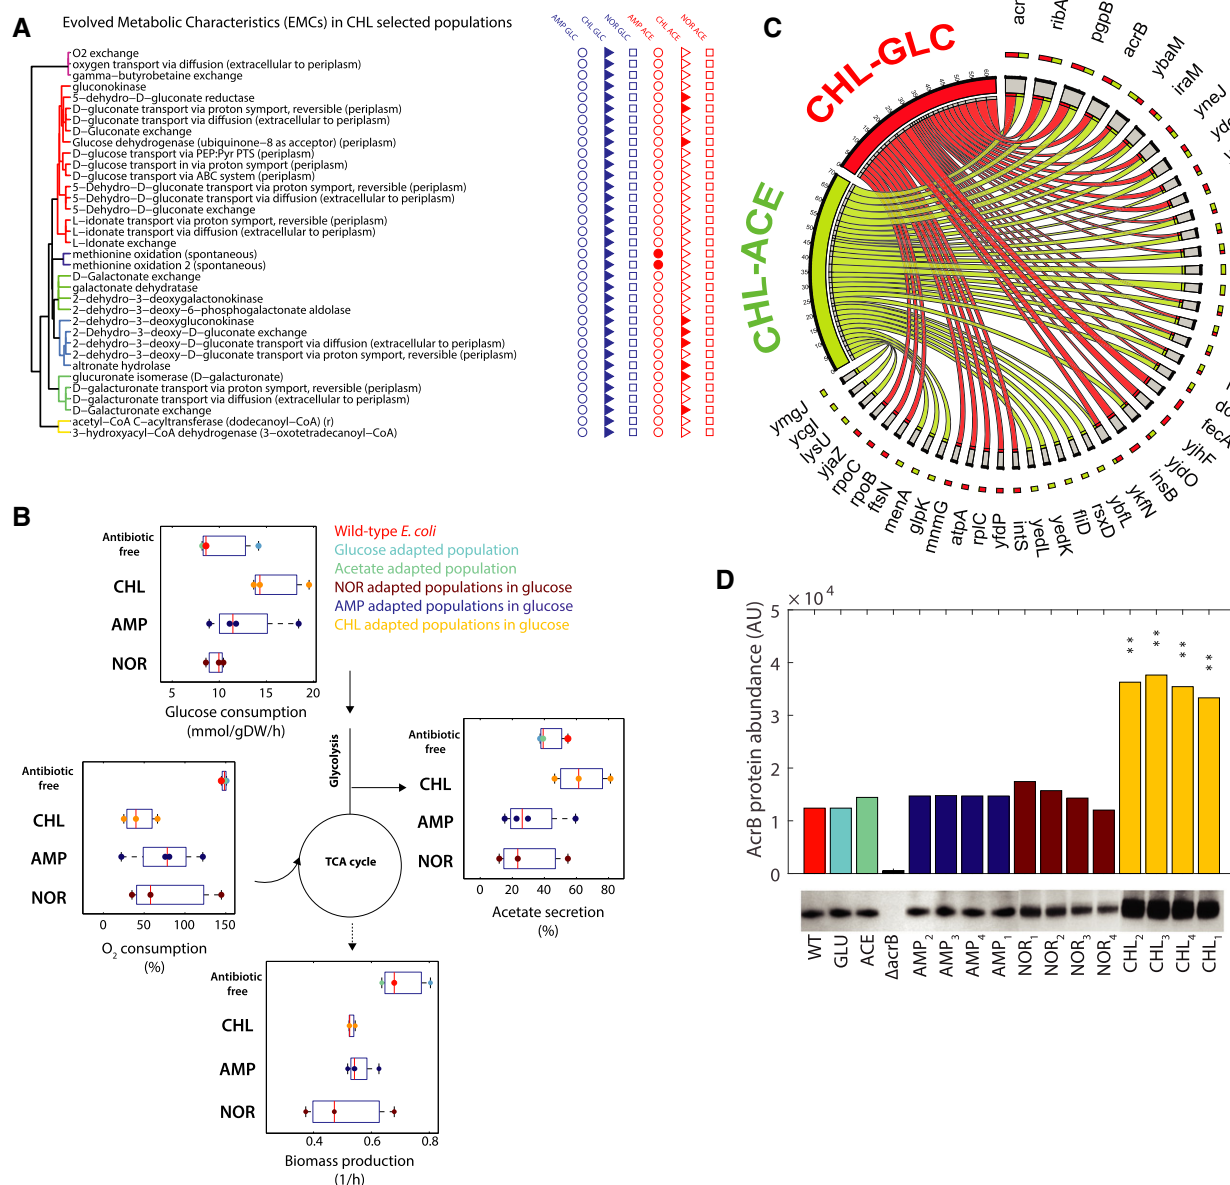 A
Evolved Metabolic Characteristics (EMCs) in CHL selected populations
AMP GLC
CHL GLC
NOR GLC
AMP ACE
CHL ACE
NOR ACE
O2 exchange
oxygen transport via diffusion (extracellular to periplasm)
gamma−butyrobetaine exchange
gluconokinase
5−dehydro−D−gluconate reductase
D−gluconate transport via proton symport, reversible (periplasm)
D−gluconate transport via diffusion (extracellular to periplasm)
D−Gluconate exchange
Glucose dehydrogenase (ubiquinone−8 as acceptor) (periplasm)
D−glucose transport via PEP:Pyr PTS (periplasm)
D−glucose transport in via proton symport (periplasm)
D−glucose transport via ABC system (periplasm)
5−Dehydro−D−gluconate transport via proton symport, reversible (periplasm)
5−Dehydro−D−gluconate transport via diffusion (extracellular to periplasm)
5−Dehydro−D−gluconate exchange
L−idonate transport via proton symport, reversible (periplasm)
L−idonate transport via diffusion (extracellular to periplasm)
L−Idonate exchange
methionine oxidation (spontaneous)
methionine oxidation 2 (spontaneous)
D−Galactonate exchange
galactonate dehydratase
2−dehydro−3−deoxygalactonokinase
2−dehydro−3−deoxy−6−phosphogalactonate aldolase
2−dehydro−3−deoxygluconokinase
2−Dehydro−3−deoxy−D−gluconate exchange
2−dehydro−3−deoxy−D−gluconate transport via diffusion (extracellular to periplasm)
2−dehydro−3−deoxy−D−gluconate transport via proton symport, reversible (periplasm)
altronate hydrolase
glucuronate isomerase (D−galacturonate)
D−galacturonate transport via proton symport, reversible (periplasm)
D−galacturonate transport via diffusion (extracellular to periplasm)
D−Galacturonate exchange
acetyl−CoA C−acyltransferase (dodecanoyl−CoA) (r)
3−hydroxyacyl−CoA dehydrogenase (3−oxotetradecanoyl−CoA)
B
Antibiotic
free
CHL
AMP
NOR
5 10 15 20
Glucose consumption
(mmol/gDW/h)
Wild-type E. coli
Glucose adapted population
Acetate adapted population
NOR adapted populations in glucose
AMP adapted populations in glucose
CHL adapted populations in glucose
Antibiotic
free
CHL
AMP
NOR
0 50 100 150
O2 consumption
(%)
Glycolysis
TCA cycle
Antibiotic
free
CHL
AMP
NOR
0 20 40 60 80
Acetate secretion
(%)
Antibiotic
free
CHL
AMP
NOR
0.4 0.6 0.8
Biomass production
(1/h)
C
CHL-GLC
CHL-ACE
acr
ribA
pgpB
acrB
ybaM
iraM
yneJ
fecA
yjhF
yjdO
insB
ykfN
ybfL
rsxD
fliD
yedK
yedL
intS
yfdP
rplC
atpA
mnmG
glpK
menA
ftsN
rpoB
rpoC
yjaZ
lysU
ycgI
ymgJ
D
×10⁴
AcrB protein abundance (AU)
5
4
3
2
1
0
**
**
**
**
WT
GLU
ACE
ΔacrB
AMP2
AMP3
AMP4
AMP1
NOR1
NOR2
NOR3
NOR4
CHL2
CHL3
CHL4
CHL1